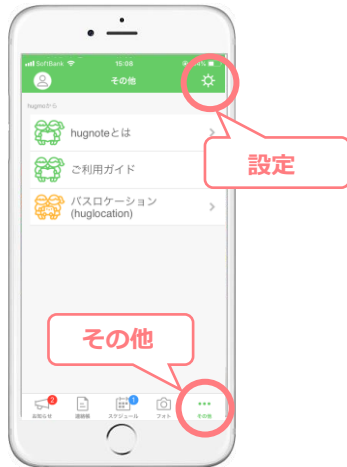 SoftBank 15:08
その他
hugnoteから
hugnoteとは
ご利用ガイド
バスロケーション
(huglocation)
設定
その他
2
1
お知らせ
連絡帳
スケジュール
フォト
その他